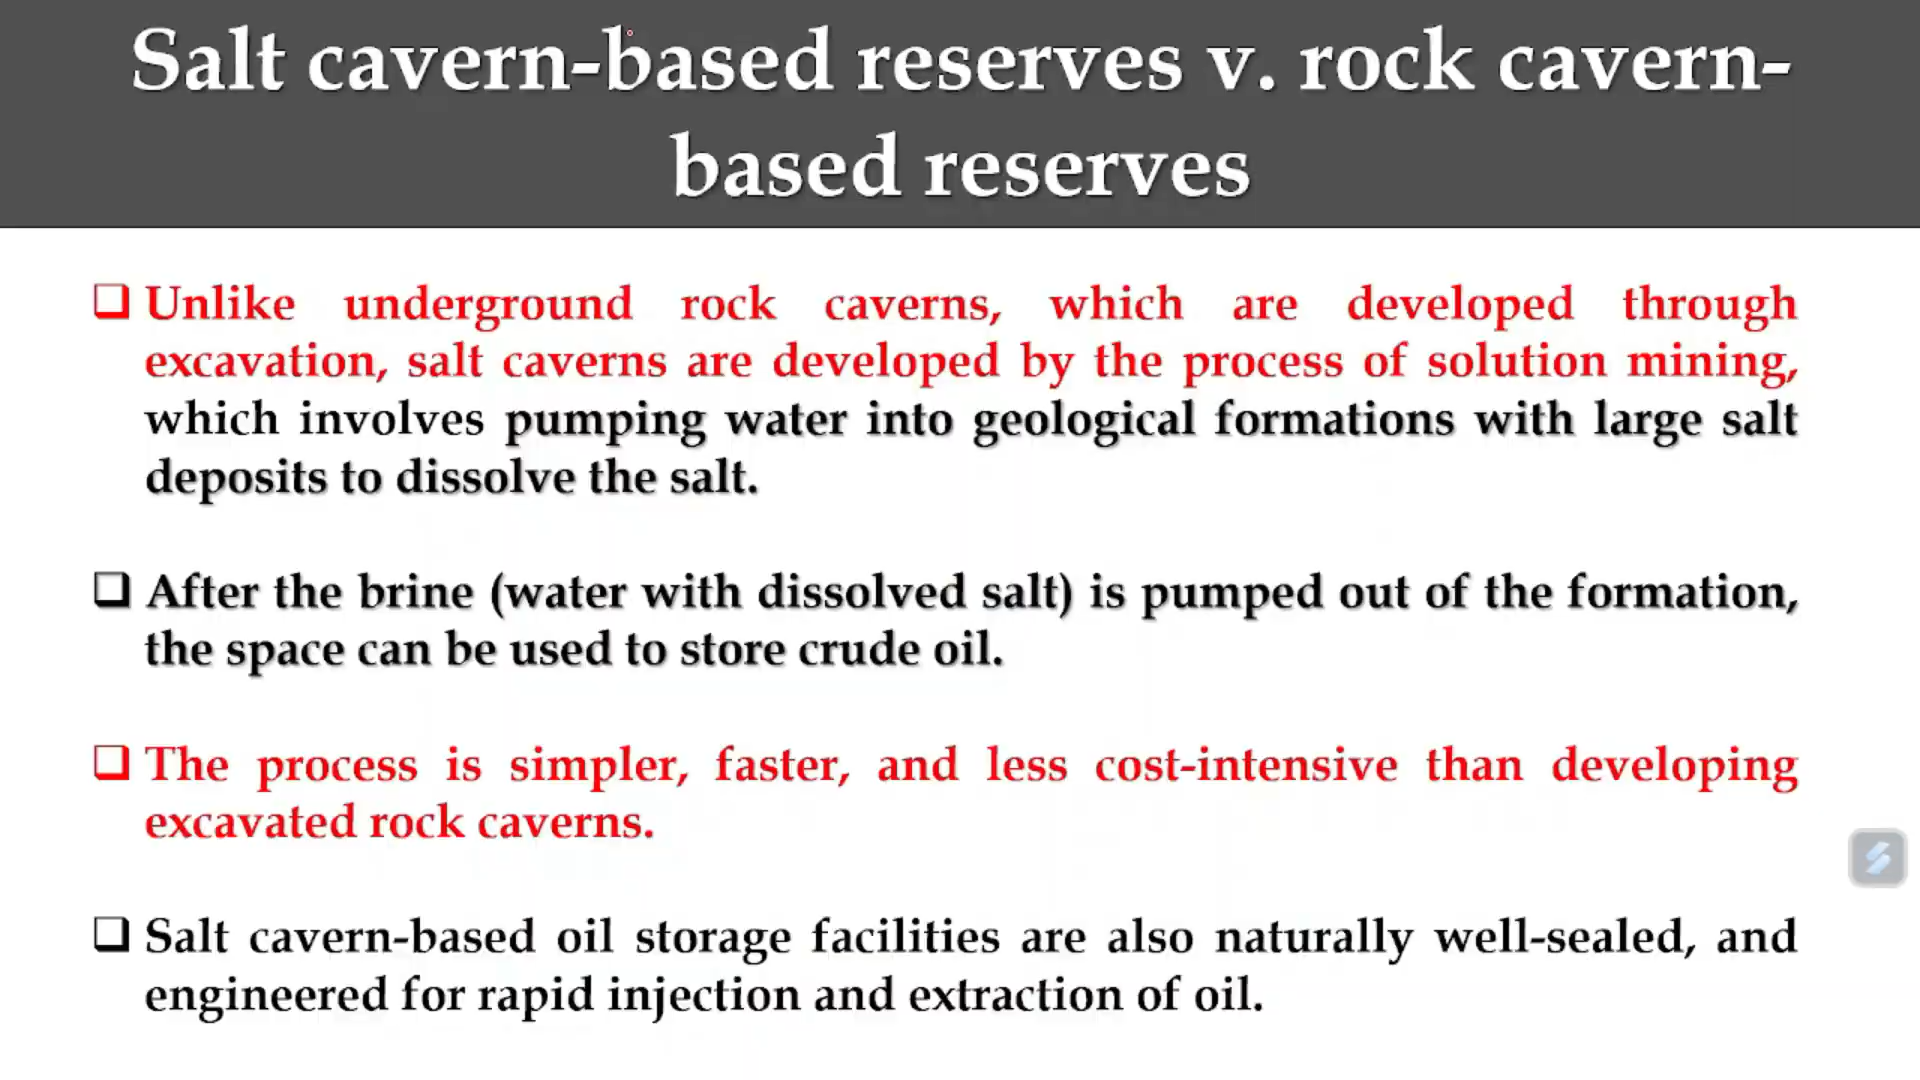 Salt cavern-based reserves v. rock cavern-
based reserves
Unlike underground rock caverns, which are developed through
excavation, salt caverns are developed by the process of solution mining,
which involves pumping water into geological formations with large salt
deposits to dissolve the salt.
After the brine (water with dissolved salt) is pumped out of the formation,
the space can be used to store crude oil.
The process is simpler, faster, and less cost-intensive than developing
excavated rock caverns.
Salt cavern-based oil storage facilities are also naturally well-sealed, and
engineered for rapid injection and extraction of oil.